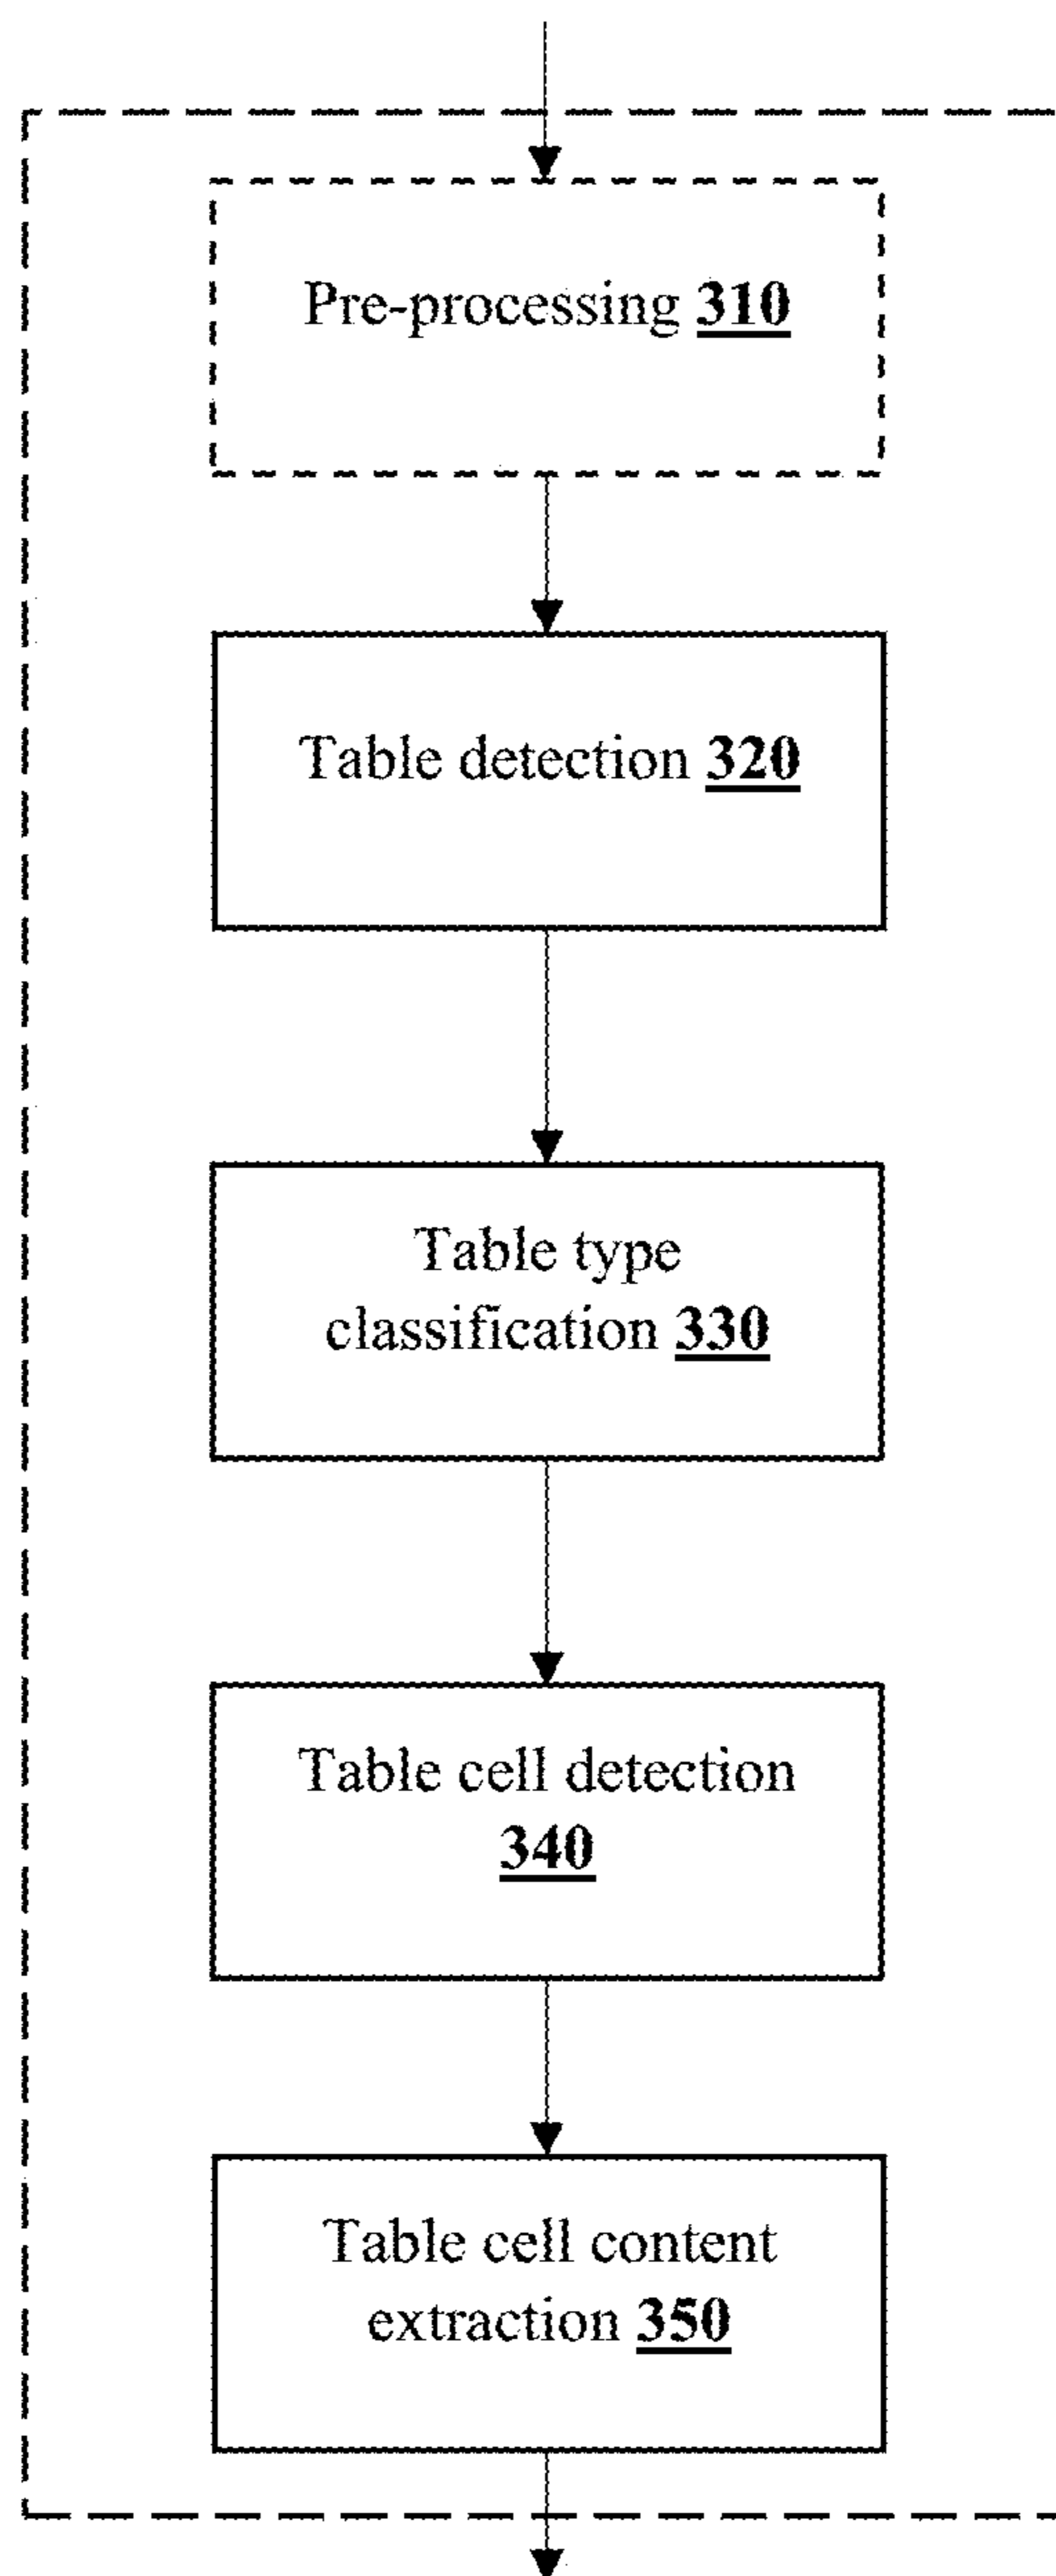 Pre-processing 310
Table detection 320
Table type
classification 330
Table cell detection
340
Table cell content
extraction 350